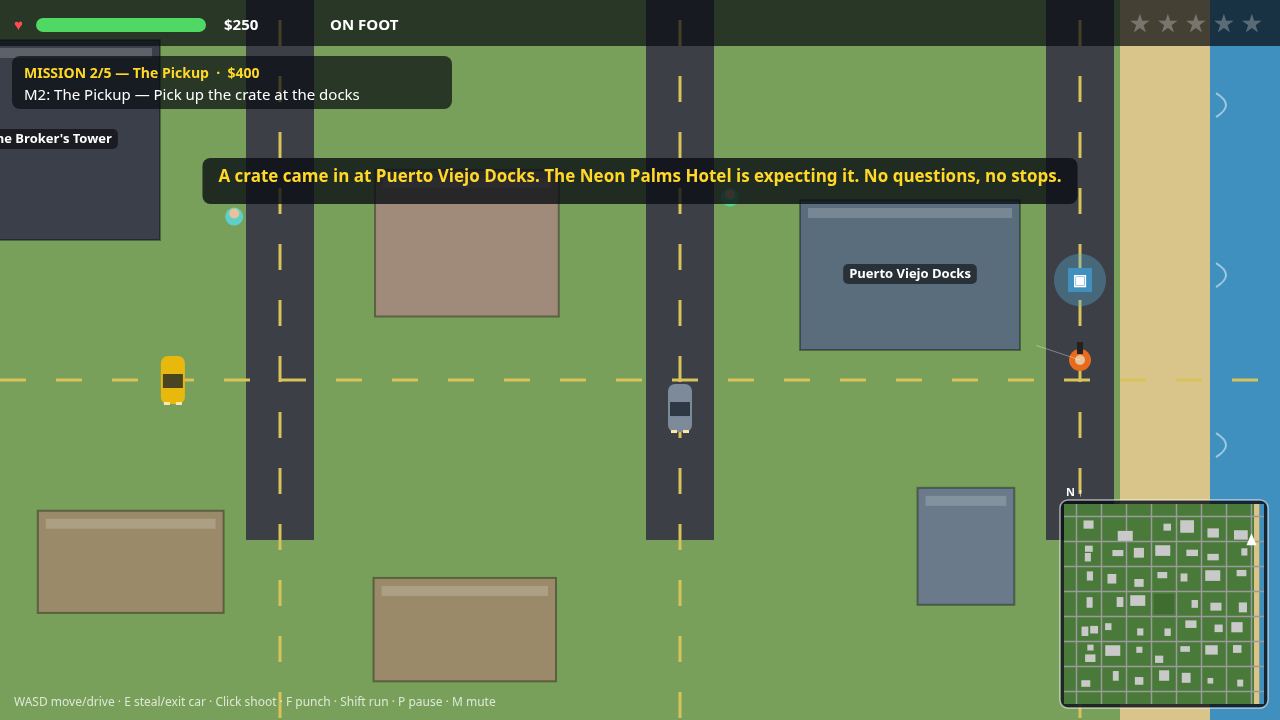 $250
ON FOOT
MISSION 2/5 — The Pickup · $400
M2: The Pickup — Pick up the crate at the docks
he Broker's Tower
A crate came in at Puerto Viejo Docks. The Neon Palms Hotel is expecting it. No questions, no stops.
Puerto Viejo Docks
N
WASD move/drive · E steal/exit car · Click shoot · F punch · Shift run · P pause · M mute